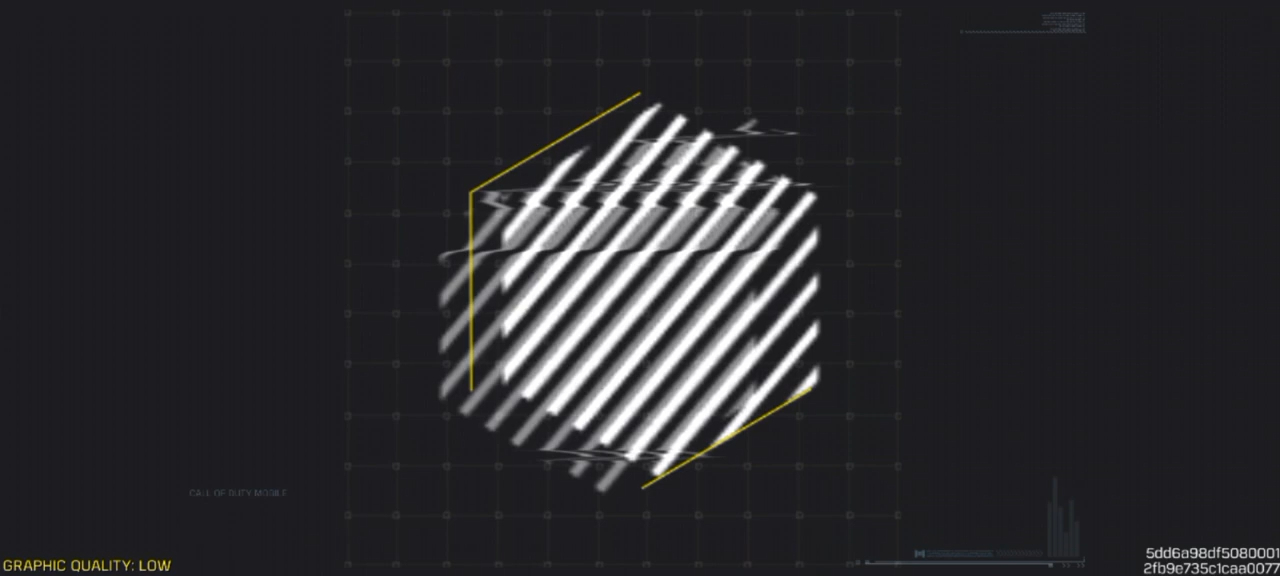 CALL OF DUTY MOBILE
GRAPHIC QUALITY: LOW
5dd6a98df5080001
2fb9e735c1caa0077